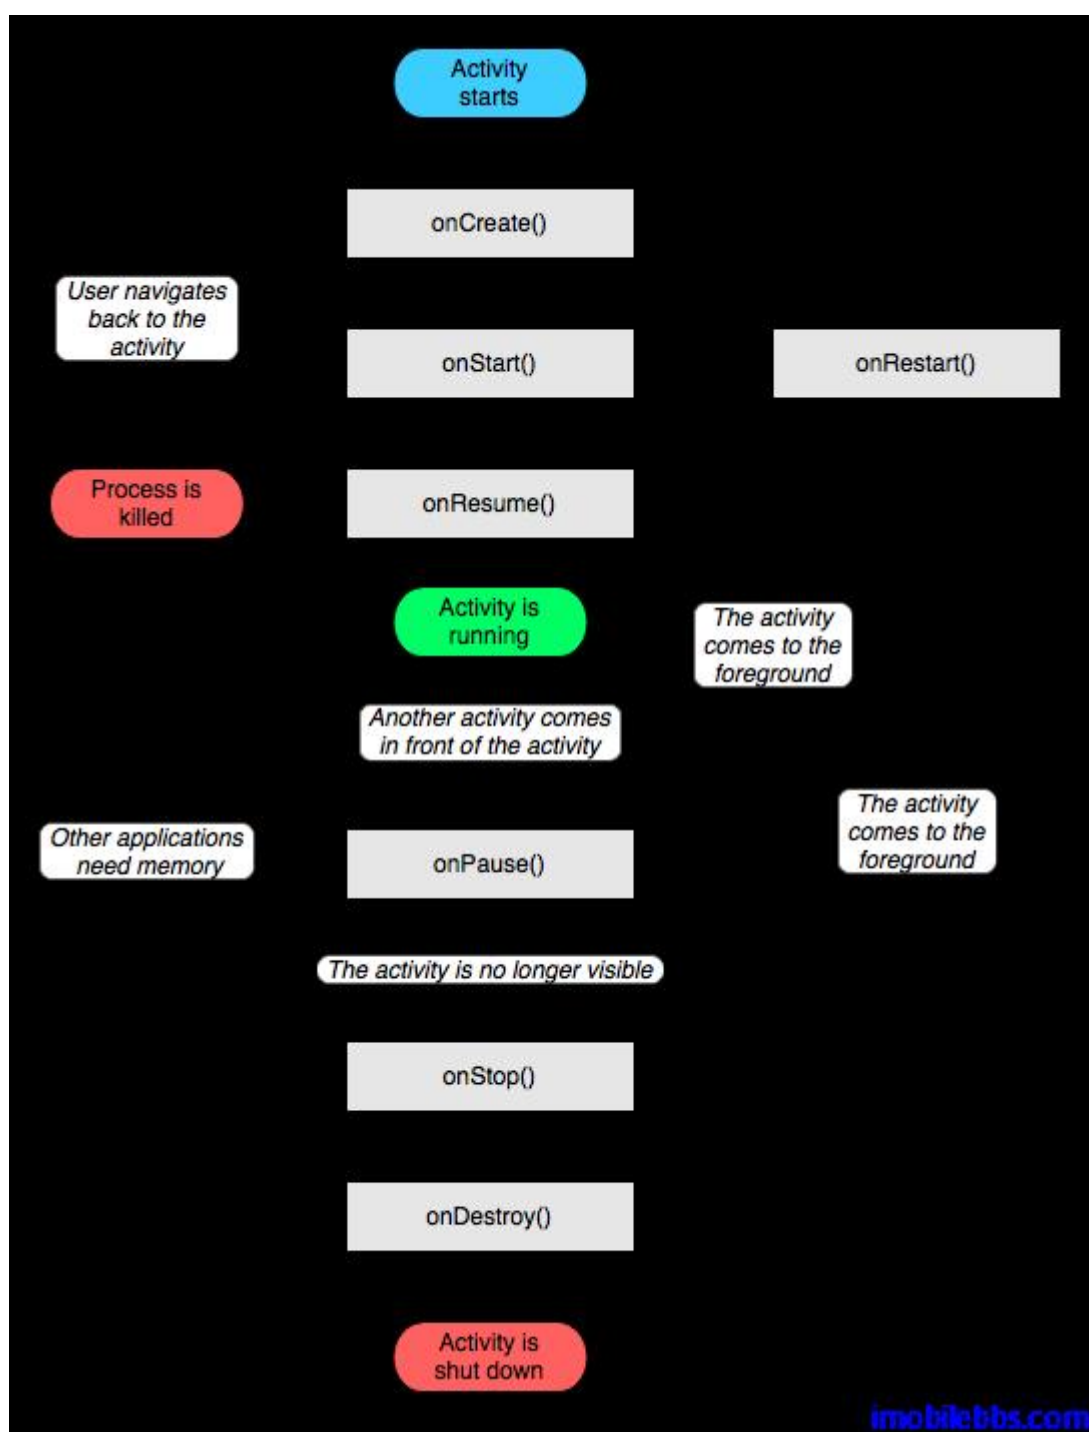 Activity
starts
onCreate()
User navigates
back to the
activity
onStart()
onRestart()
Process is
killed
onResume()
Activity is
running
The activity
comes to the
foreground
Another activity comes
in front of the activity
The activity
comes to the
foreground
Other applications
need memory
onPause()
The activity is no longer visible
onStop()
onDestroy()
Activity is
shut down
imobilebbs.com